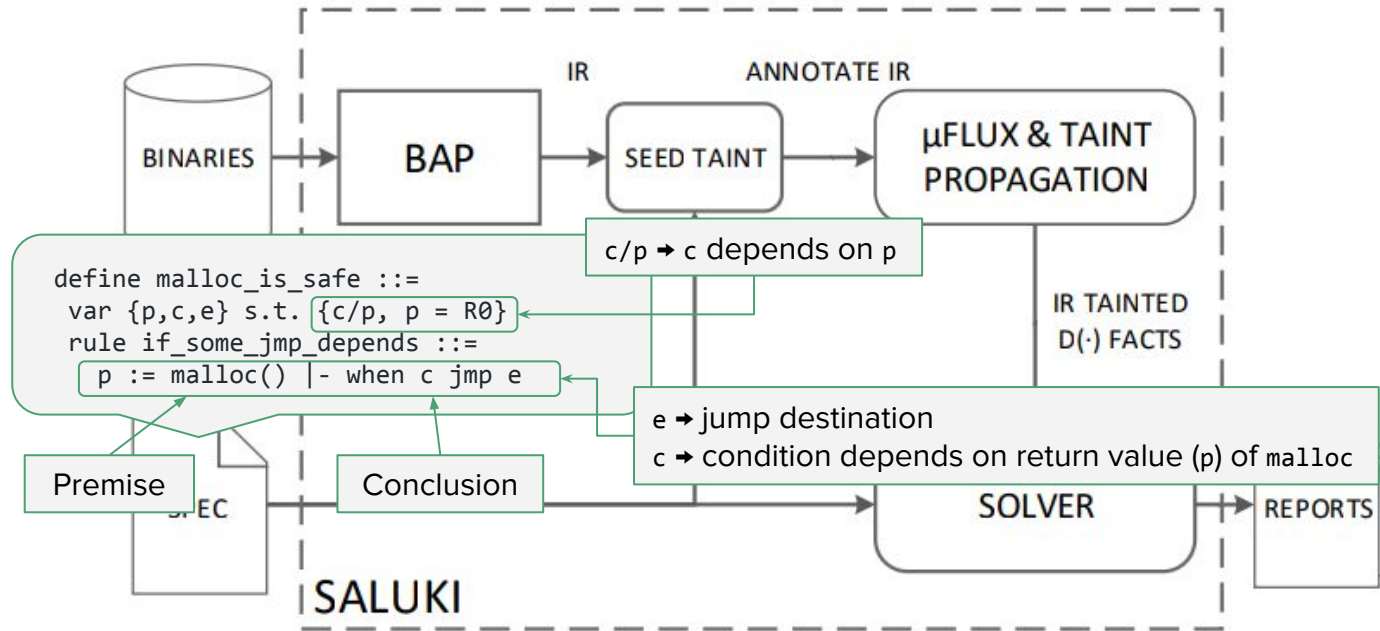 IR
ANNOTATE IR
BINARIES
BAP
SEED TAINT
µFLUX & TAINT
PROPAGATION
c/p ➜ c depends on p
define malloc_is_safe ::=
var {p,c,e} s.t. {c/p, p = R0}
rule if_some_jmp_depends ::=
p := malloc() |- when c jmp e
IR TAINTED
D(·) FACTS
e ➜ jump destination
c ➜ condition depends on return value (p) of malloc
Premise
Conclusion
SPEC
SOLVER
REPORTS
SALUKI